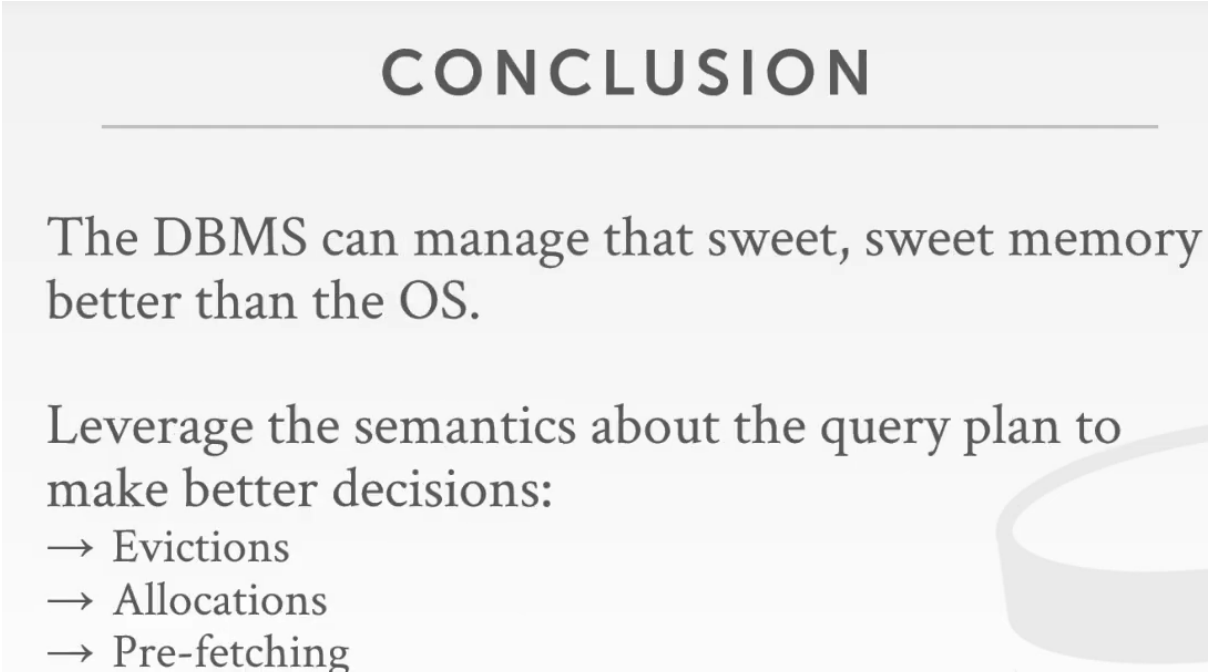 CONCLUSION
The DBMS can manage that sweet, sweet memory
better than the OS.
Leverage the semantics about the query plan to
make better decisions:
→ Evictions
→ Allocations
→ Pre-fetching